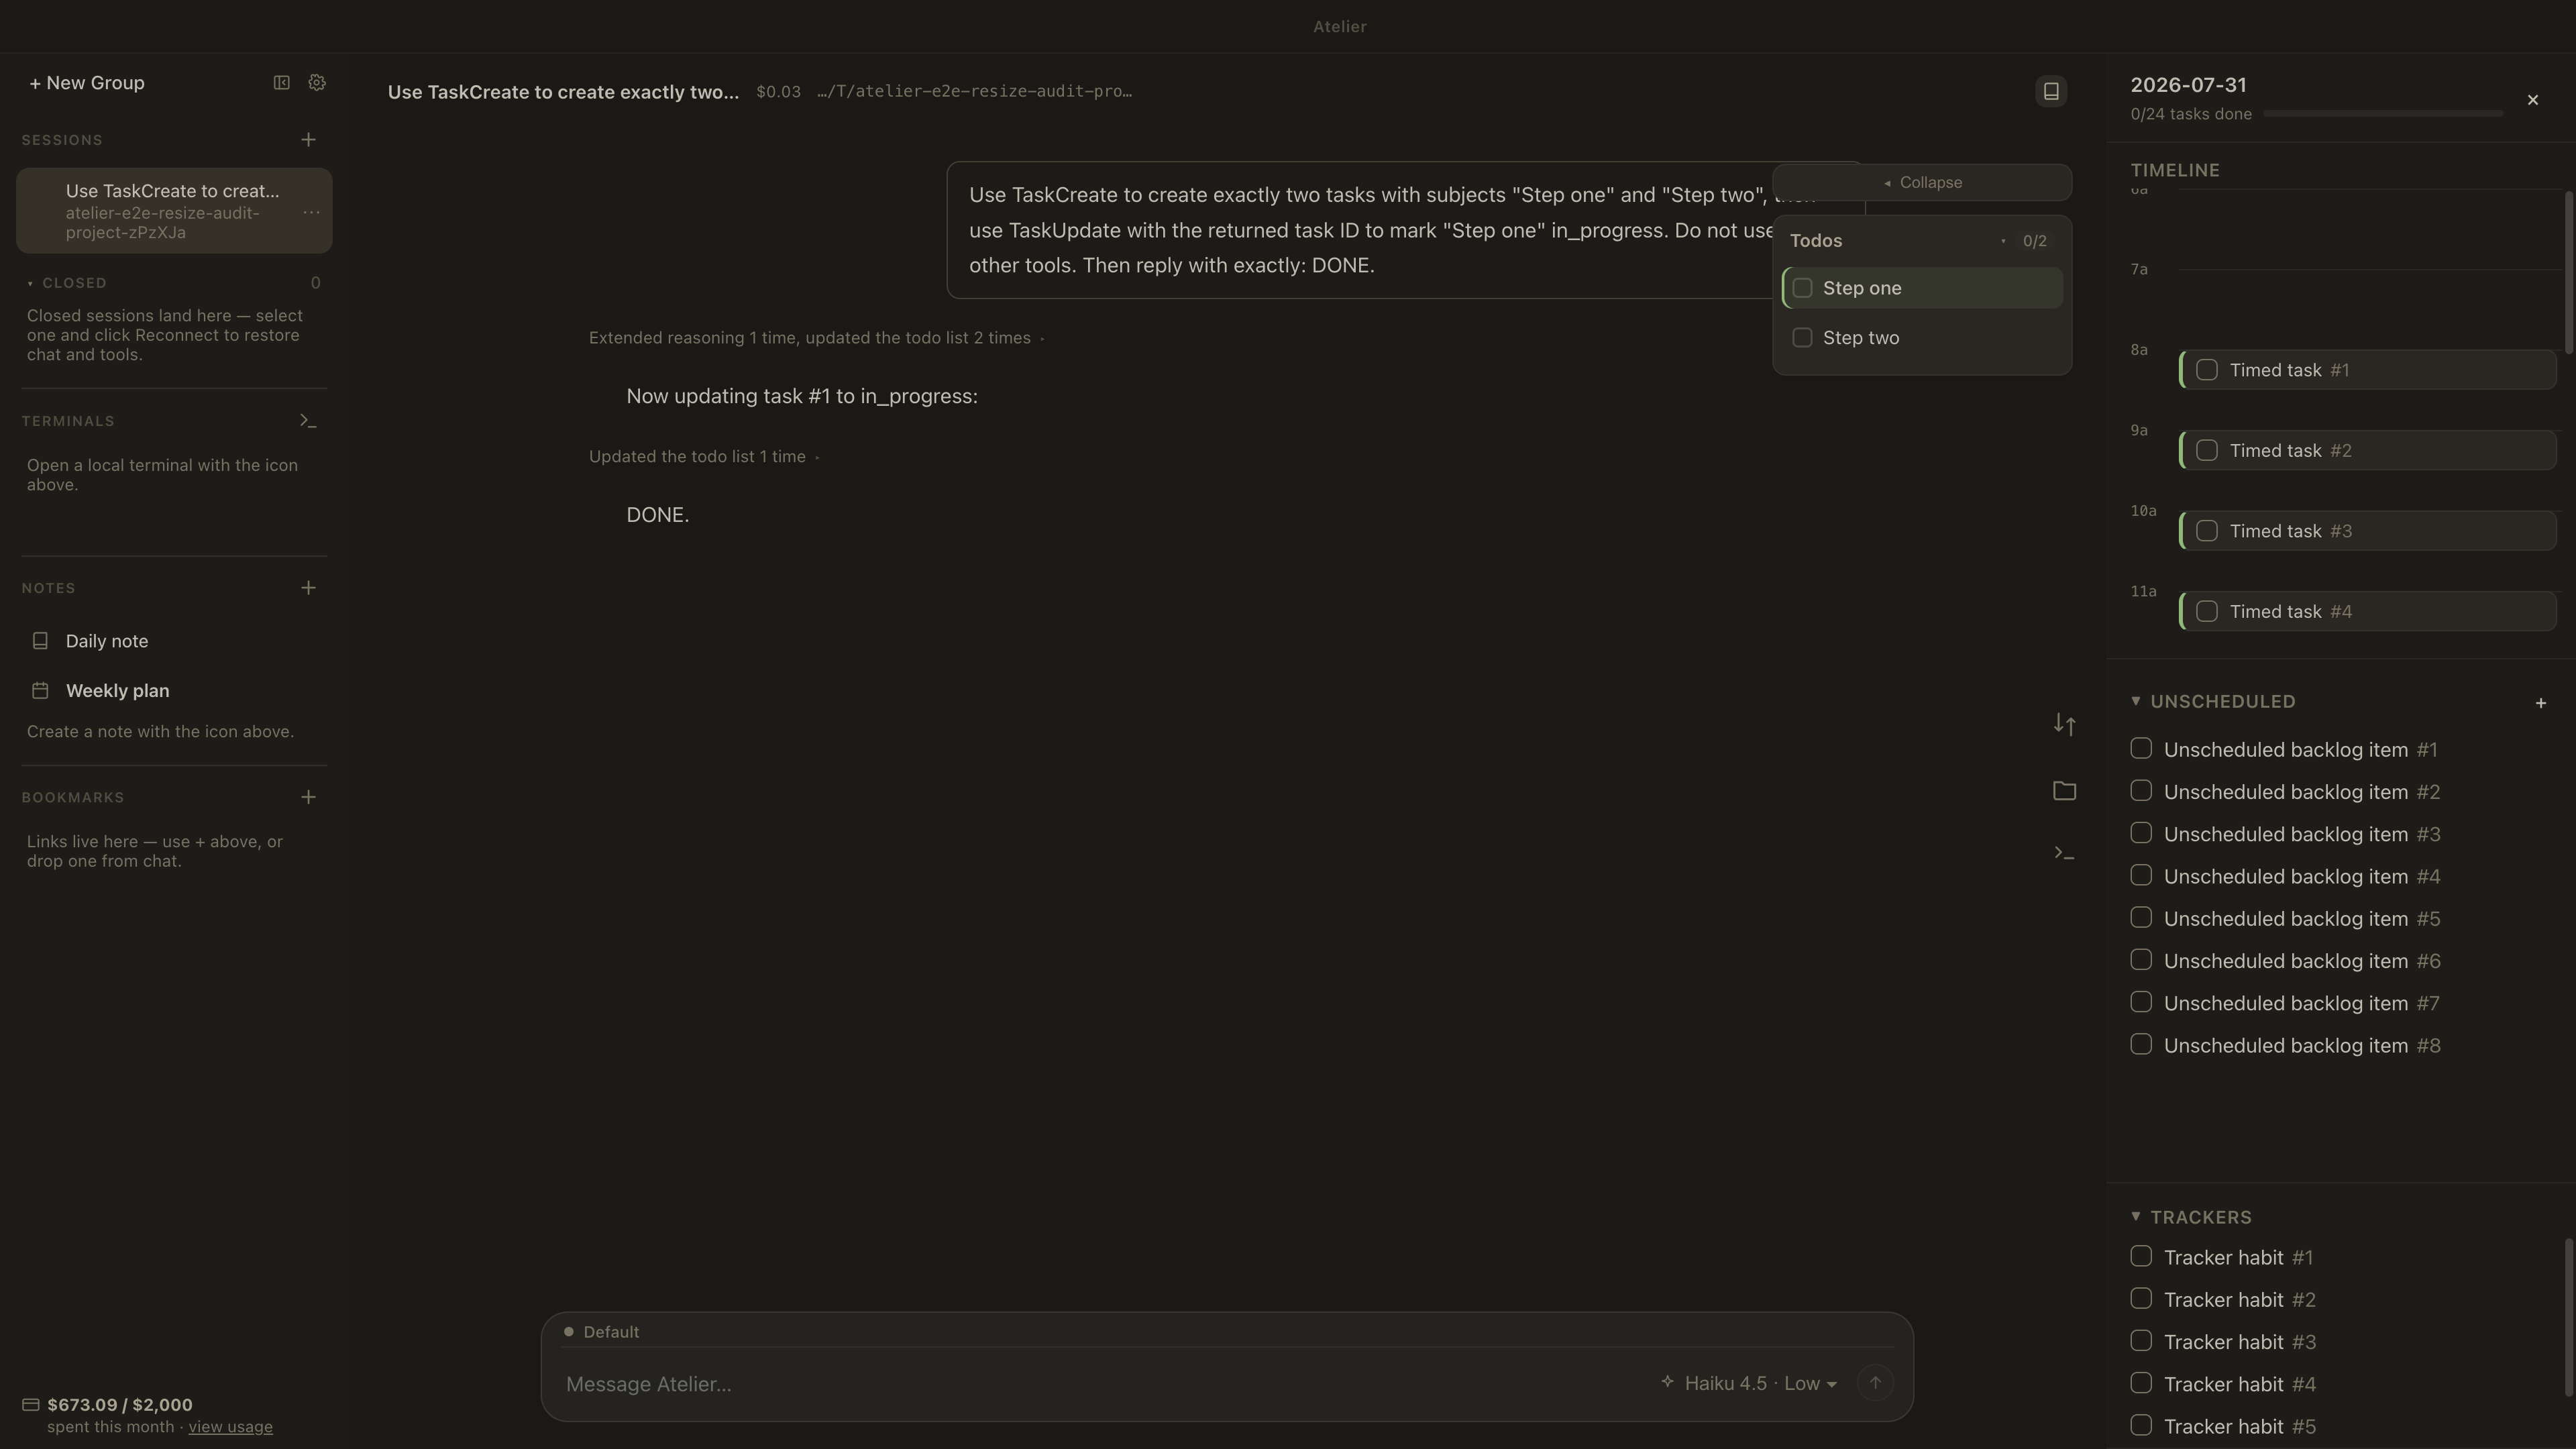 Atelier
+ New Group
SESSIONS
Use TaskCreate to creat...
atelier-e2e-resize-audit-
project-zPzXJa
CLOSED 0
Closed sessions land here — select
one and click Reconnect to restore
chat and tools.
TERMINALS
Open a local terminal with the icon
above.
NOTES
Daily note
Weekly plan
Create a note with the icon above.
BOOKMARKS
Links live here — use + above, or
drop one from chat.
$673.09 / $2,000
spent this month · view usage
Use TaskCreate to create exactly two... $0.03 …/T/atelier-e2e-resize-audit-pro…
Use TaskCreate to create exactly two tasks with subjects "Step one" and "Step two",
use TaskUpdate with the returned task ID to mark "Step one" in_progress. Do not use
other tools. Then reply with exactly: DONE.
Collapse
Todos 0/2
Step one
Step two
Extended reasoning 1 time, updated the todo list 2 times
Now updating task #1 to in_progress:
Updated the todo list 1 time
DONE.
Default
Message Atelier...
Haiku 4.5 · Low
2026-07-31
0/24 tasks done
TIMELINE
7a
8a
Timed task #1
9a
Timed task #2
10a
Timed task #3
11a
Timed task #4
UNSCHEDULED +
Unscheduled backlog item #1
Unscheduled backlog item #2
Unscheduled backlog item #3
Unscheduled backlog item #4
Unscheduled backlog item #5
Unscheduled backlog item #6
Unscheduled backlog item #7
Unscheduled backlog item #8
TRACKERS
Tracker habit #1
Tracker habit #2
Tracker habit #3
Tracker habit #4
Tracker habit #5